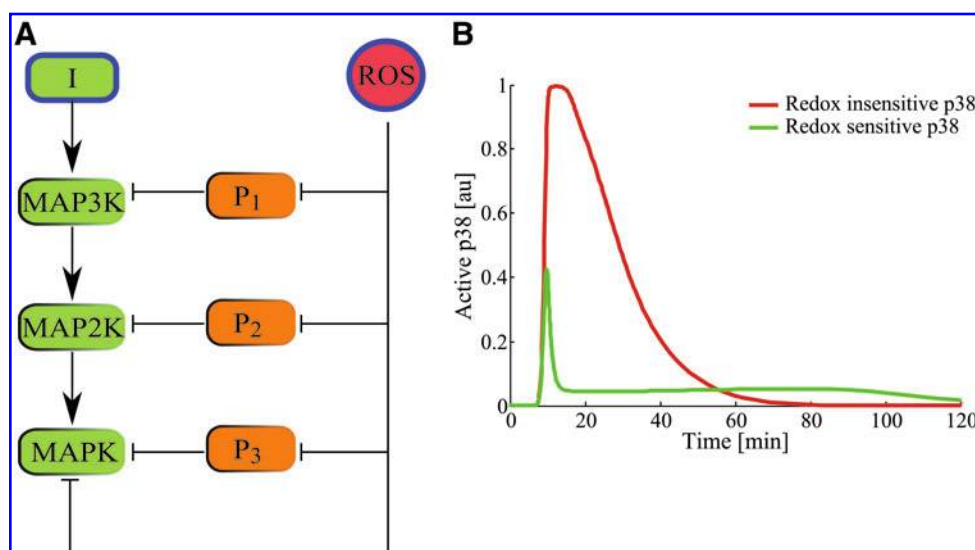 A
I
ROS
MAP3K
P1
MAP2K
P2
MAPK
P3
B
Active p38 [au]
1
0.8
0.6
0.4
0.2
0
Redox insensitive p38
Redox sensitive p38
0 20 40 60 80 100 120
Time [min]